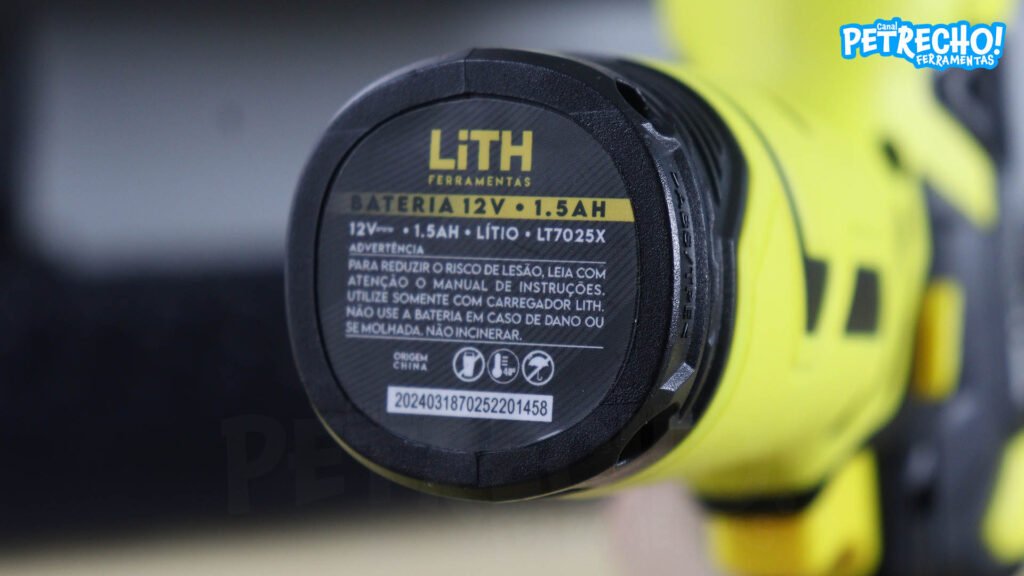 Canal
PETRECHO!
FERRAMENTAS
LiTH
FERRAMENTAS
BATERIA 12V • 1.5AH
12V • 1.5AH • LÍTIO • LT7025X
ADVERTÊNCIA
PARA REDUZIR O RISCO DE LESÃO, LEIA COM
ATENÇÃO O MANUAL DE INSTRUÇÕES.
UTILIZE SOMENTE COM CARREGADOR LITH.
NÃO USE A BATERIA EM CASO DE DANO OU
SE MOLHADA. NÃO INCINERAR.
ORIGEM
CHINA
2024031870252201458